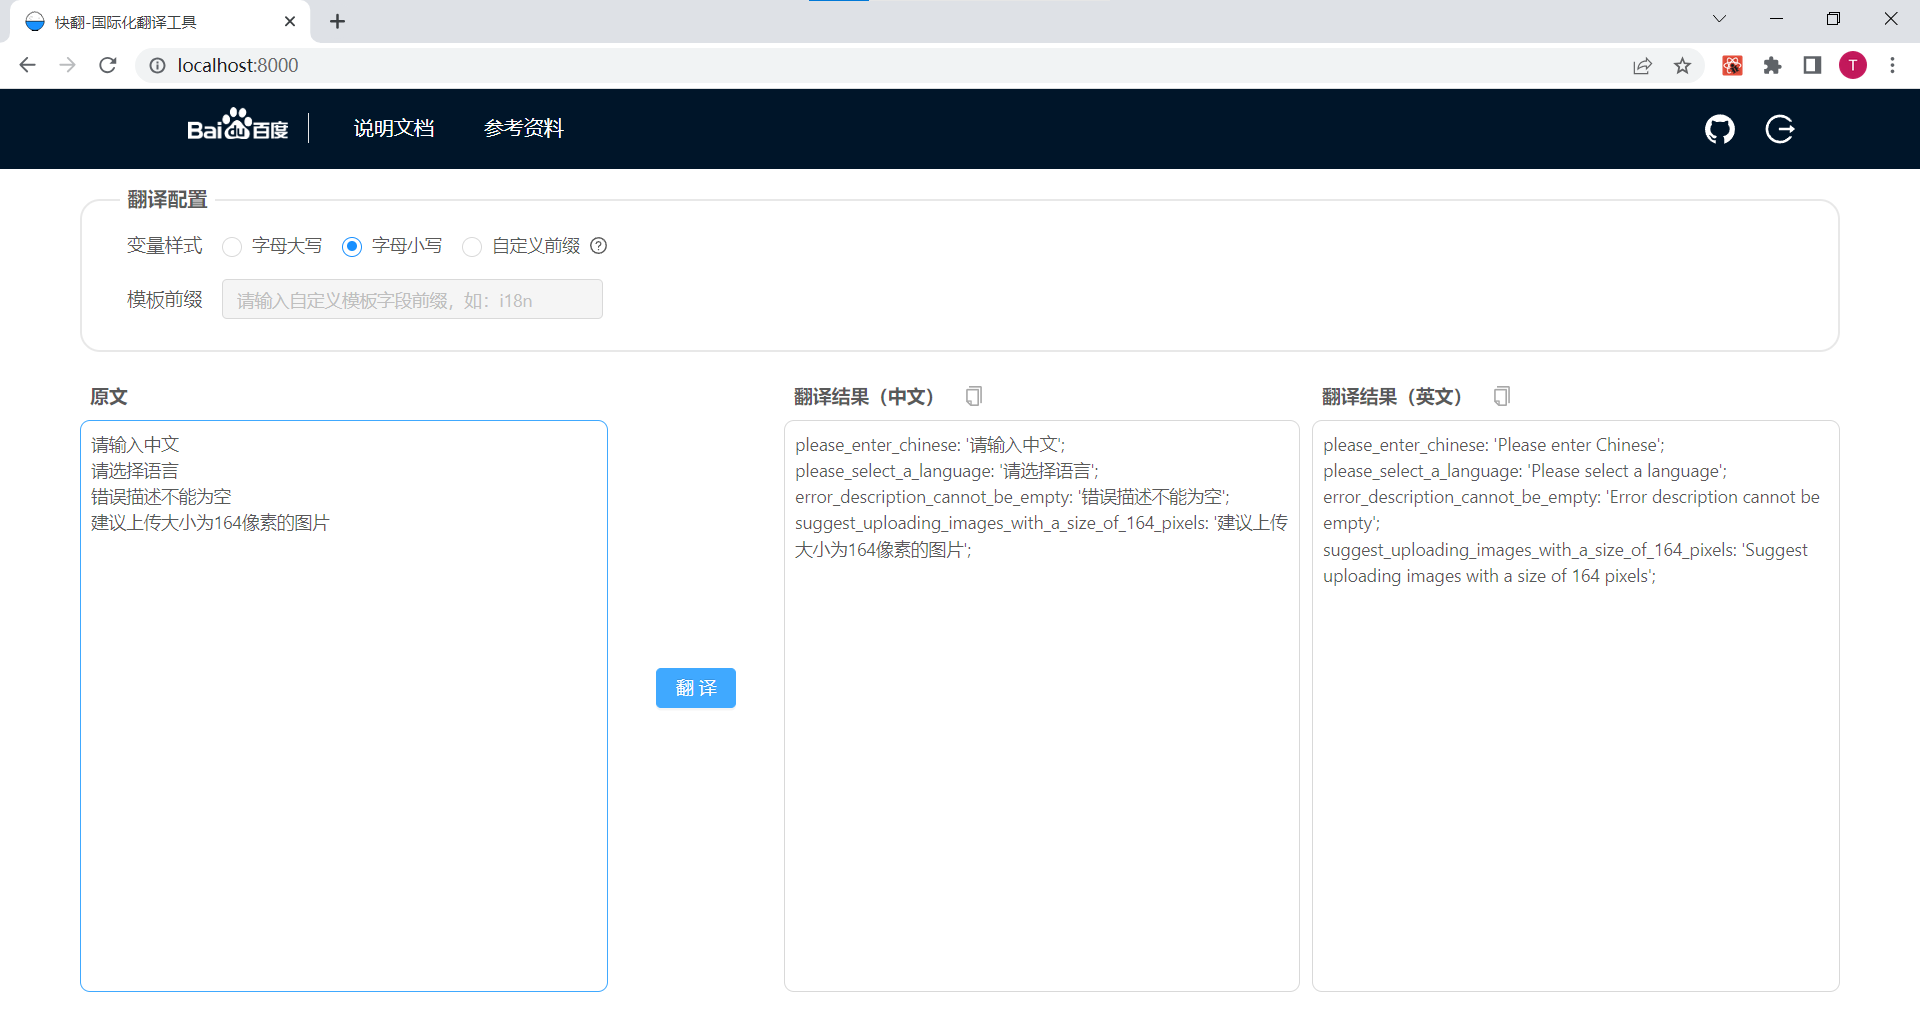 快翻-国际化翻译工具
localhost:8000
T
Bai du 百度
说明文档
参考资料
翻译配置
变量样式 字母大写 字母小写 自定义前缀 ?
模板前缀 请输入自定义模板字段前缀，如：i18n
原文
请输入中文
请选择语言
错误描述不能为空
建议上传大小为164像素的图片
翻 译
翻译结果（中文）
please_enter_chinese: '请输入中文';
please_select_a_language: '请选择语言';
error_description_cannot_be_empty: '错误描述不能为空';
suggest_uploading_images_with_a_size_of_164_pixels: '建议上传
大小为164像素的图片';
翻译结果（英文）
please_enter_chinese: 'Please enter Chinese';
please_select_a_language: 'Please select a language';
error_description_cannot_be_empty: 'Error description cannot be
empty';
suggest_uploading_images_with_a_size_of_164_pixels: 'Suggest
uploading images with a size of 164 pixels';